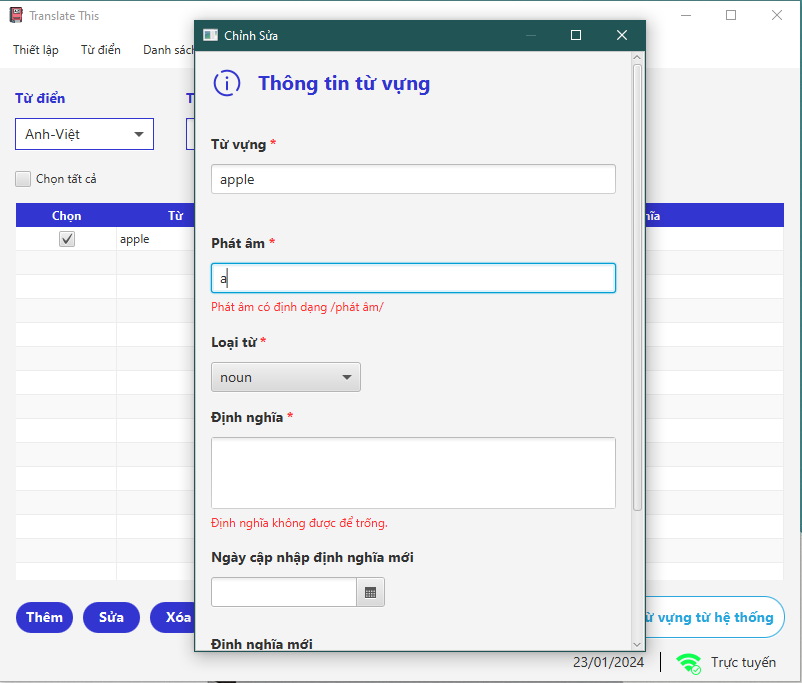 Translate This
Thiết lập Từ điển Danh sách
Chỉnh Sửa
Thông tin từ vựng
Từ điển
Anh-Việt
Chọn tất cả
Chọn Từ
apple
Từ vựng *
apple
Phát âm *
a
Phát âm có định dạng /phát âm/
Loại từ *
noun
Định nghĩa *
Định nghĩa không được để trống.
Ngày cập nhập định nghĩa mới
Định nghĩa mới
Thêm Sửa Xóa
vựng từ hệ thống
23/01/2024 Trực tuyến